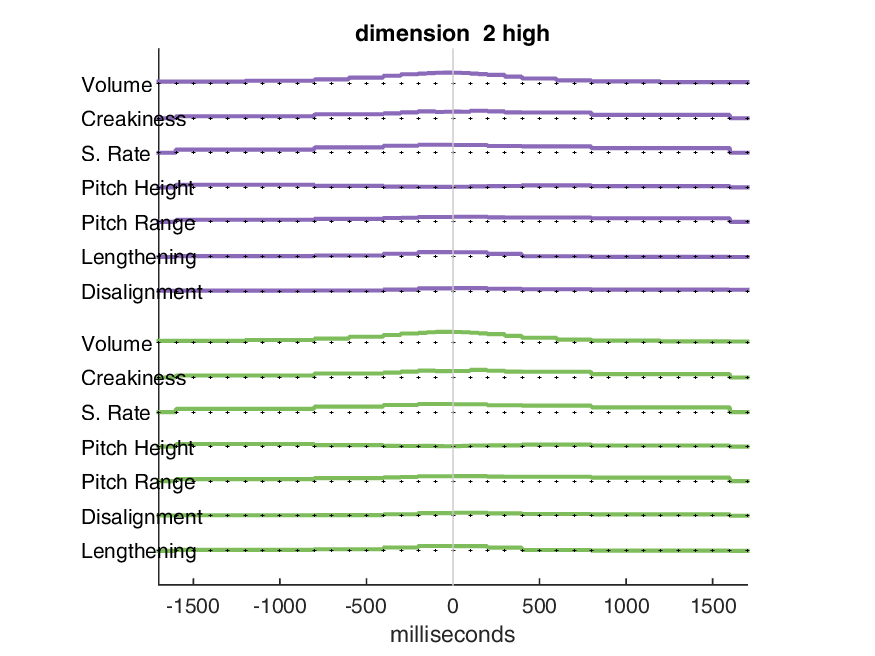 dimension  2 high
Volume
Creakiness
S. Rate
Pitch Height
Pitch Range
Lengthening
Disalignment
Volume
Creakiness
S. Rate
Pitch Height
Pitch Range
Disalignment
Lengthening
-1500 -1000 -500 0 500 1000 1500
milliseconds